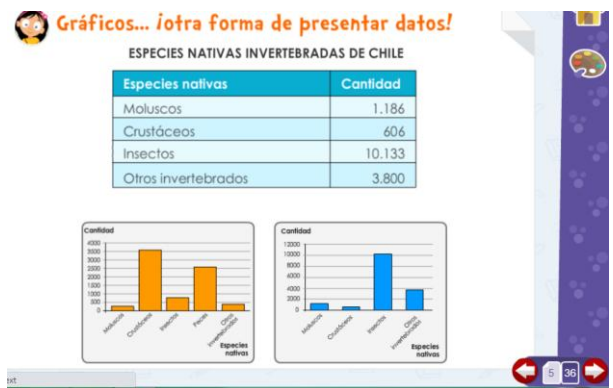 Gráficos... ¡otra forma de presentar datos!
ESPECIES NATIVAS INVERTEBRADAS DE CHILE
Especies nativas Cantidad
Moluscos 1.186
Crustáceos 606
Insectos 10.133
Otros invertebrados 3.800
Cantidad
4000
3500
3000
2500
2000
1500
1000
500
0
Moluscos
Crustáceos
Insectos
Peces
Otros invertebrados
Especies
nativas
Cantidad
12000
10000
8000
6000
4000
2000
0
Moluscos
Crustáceos
Insectos
Otros
invertebrados
Especies
nativas
5 36
ext